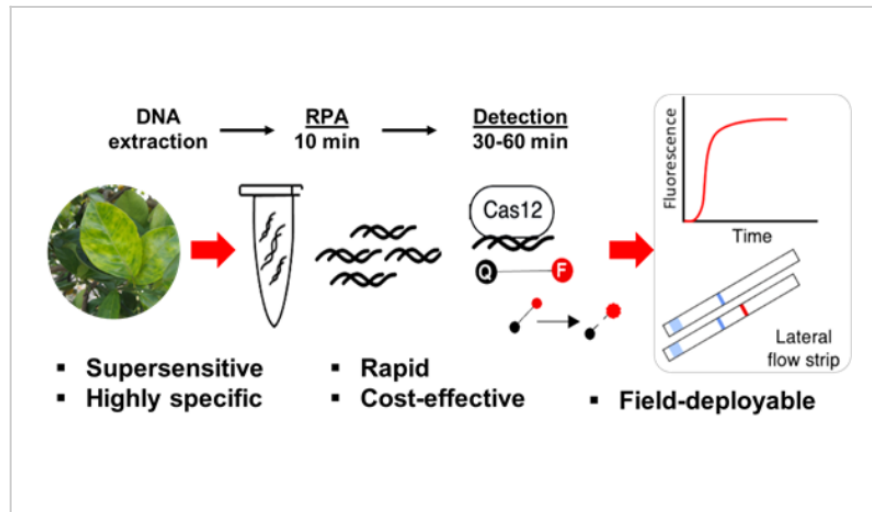 DNA
extraction
RPA
10 min
Detection
30-60 min
Cas12
Q
F
Fluorescence
Time
Lateral
flow strip
▪ Supersensitive
▪ Highly specific
▪ Rapid
▪ Cost-effective
▪ Field-deployable